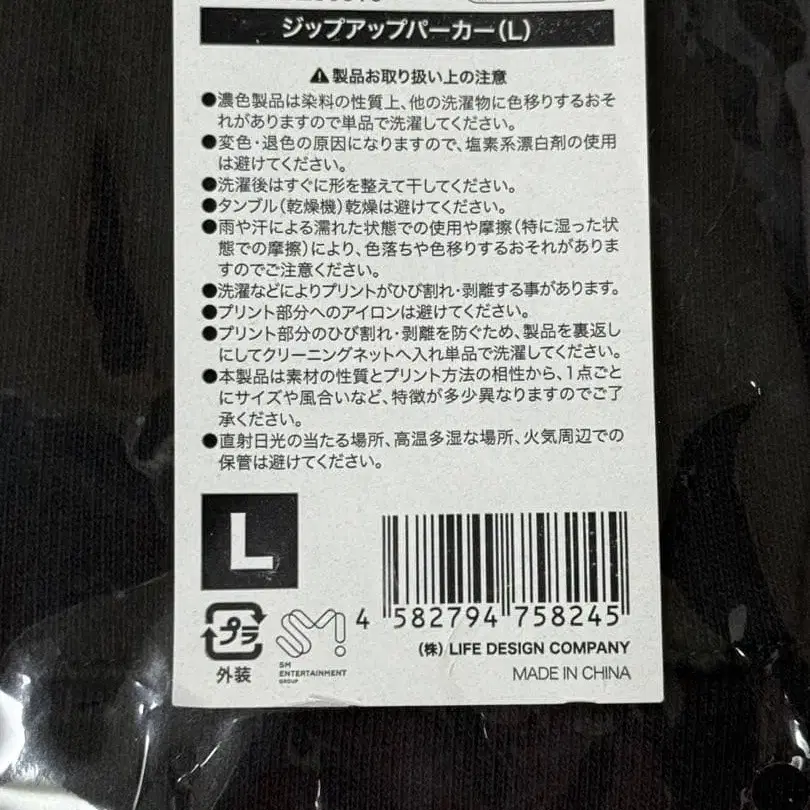 ジップアップパーカー(L)
⚠製品お取り扱い上の注意
●濃色製品は染料の性質上、他の洗濯物に色移りするおそ
れがありますので単品で洗濯してください。
●変色・退色の原因になりますので、塩素系漂白剤の使用
は避けてください。
●洗濯後はすぐに形を整えて干してください。
●タンブル(乾燥機)乾燥は避けてください。
●雨や汗による濡れた状態での使用や摩擦(特に湿った状
態での摩擦)により、色落ちや色移りするおそれがありま
すのでご注意ください。
●洗濯などによりプリントがひび割れ・剥離する事があります。
●プリント部分へのアイロンは避けてください。
●プリント部分のひび割れ・剥離を防ぐため、製品を裏返し
にしてクリーニングネットへ入れ単品で洗濯してください。
●本製品は素材の性質とプリント方法の相性から、1点ごと
にサイズや風合いなど、特徴が多少異なりますのでご了
承ください。
●直射日光の当たる場所、高温多湿な場所、火気周辺での
保管は避けてください。
L
プラ
外装
SM!
SM
ENTERTAINMENT
GROUP
4 582794 758245
(株) LIFE DESIGN COMPANY
MADE IN CHINA